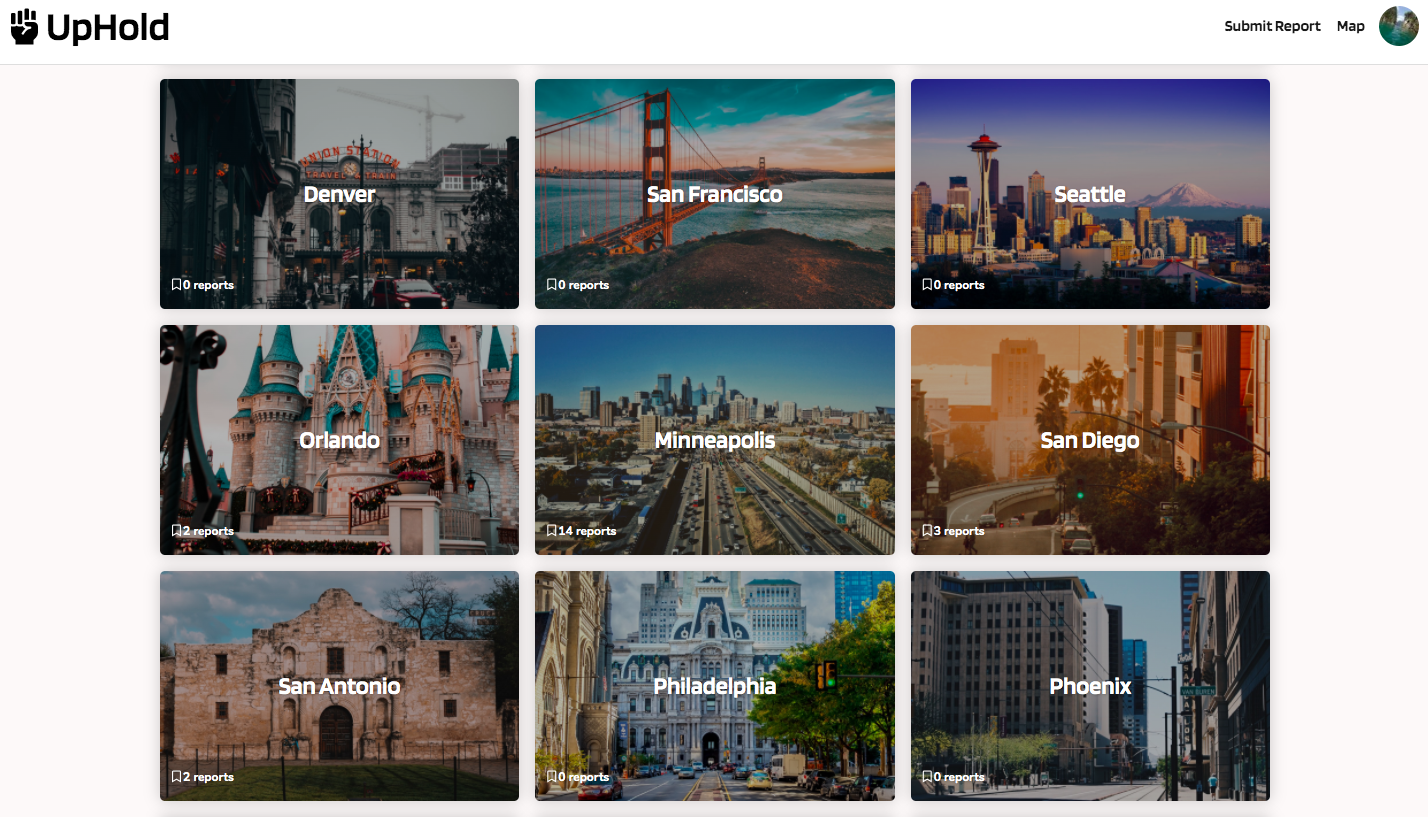 UpHold
Submit Report
Map
UNION STATION
TRAVEL by TRAIN
Denver
0 reports
San Francisco
0 reports
Seattle
0 reports
Orlando
2 reports
Minneapolis
14 reports
San Diego
3 reports
San Antonio
2 reports
Philadelphia
0 reports
VAN BUREN
Phoenix
0 reports